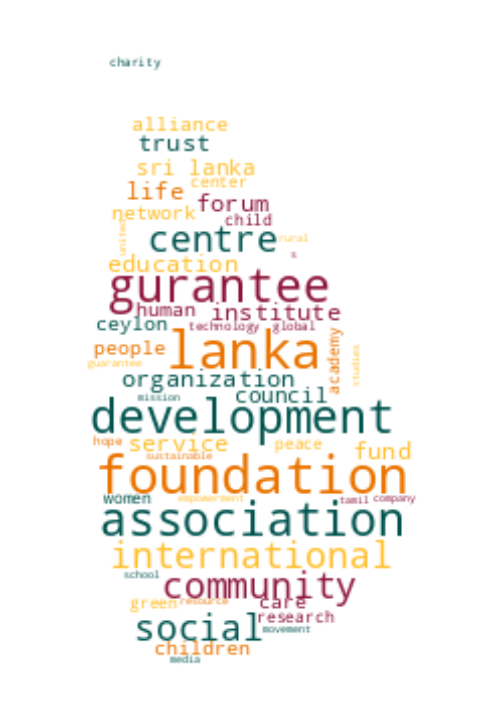 charity
alliance
trust
sri lanka
center
life
forum
network
child
united
centre
rural
s
education
gurantee
human institute
ceylon technology global
lanka
people
academy
studies
guarantee
organization
mission council
development
hope service peace fund
sustainable
foundation
women empowerment tamil company
association
international
school community
green resource care
research
social movement
children
media